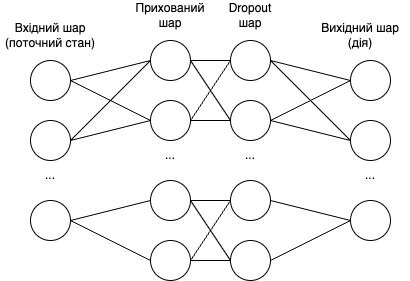 Вхідний шар
(поточний стан)
Прихований
шар
Dropout
шар
Вихідний шар
(дія)
...
...
...
...